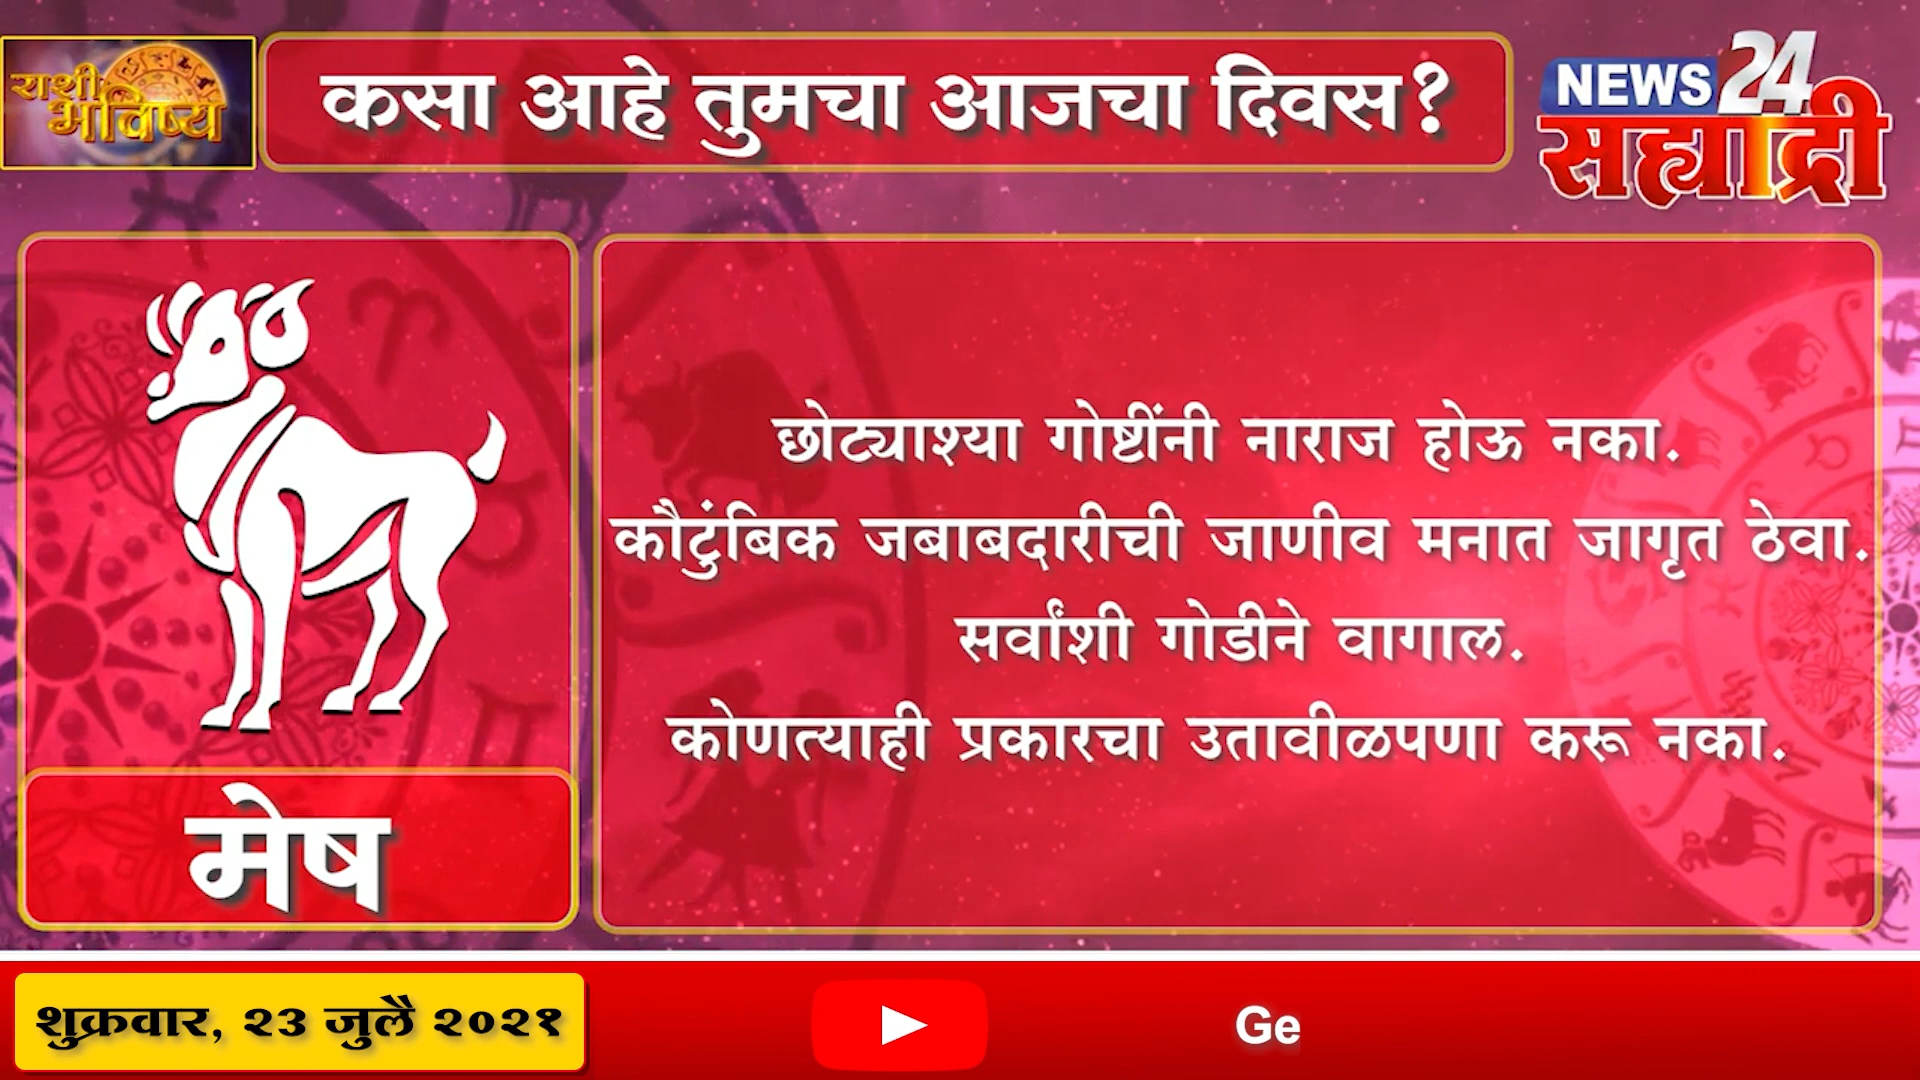 राशी
भविष्य
कसा आहे तुमचा आजचा दिवस?
NEWS 24
सह्याद्री
छोट्याश्या गोष्टींनी नाराज होऊ नका.
कौटुंबिक जबाबदारीची जाणीव मनात जागृत ठेवा.
सर्वांशी गोडीने वागाल.
कोणत्याही प्रकारचा उतावीळपणा करू नका.
मेष
शुक्रवार, २३ जुलै २०२१
Ge